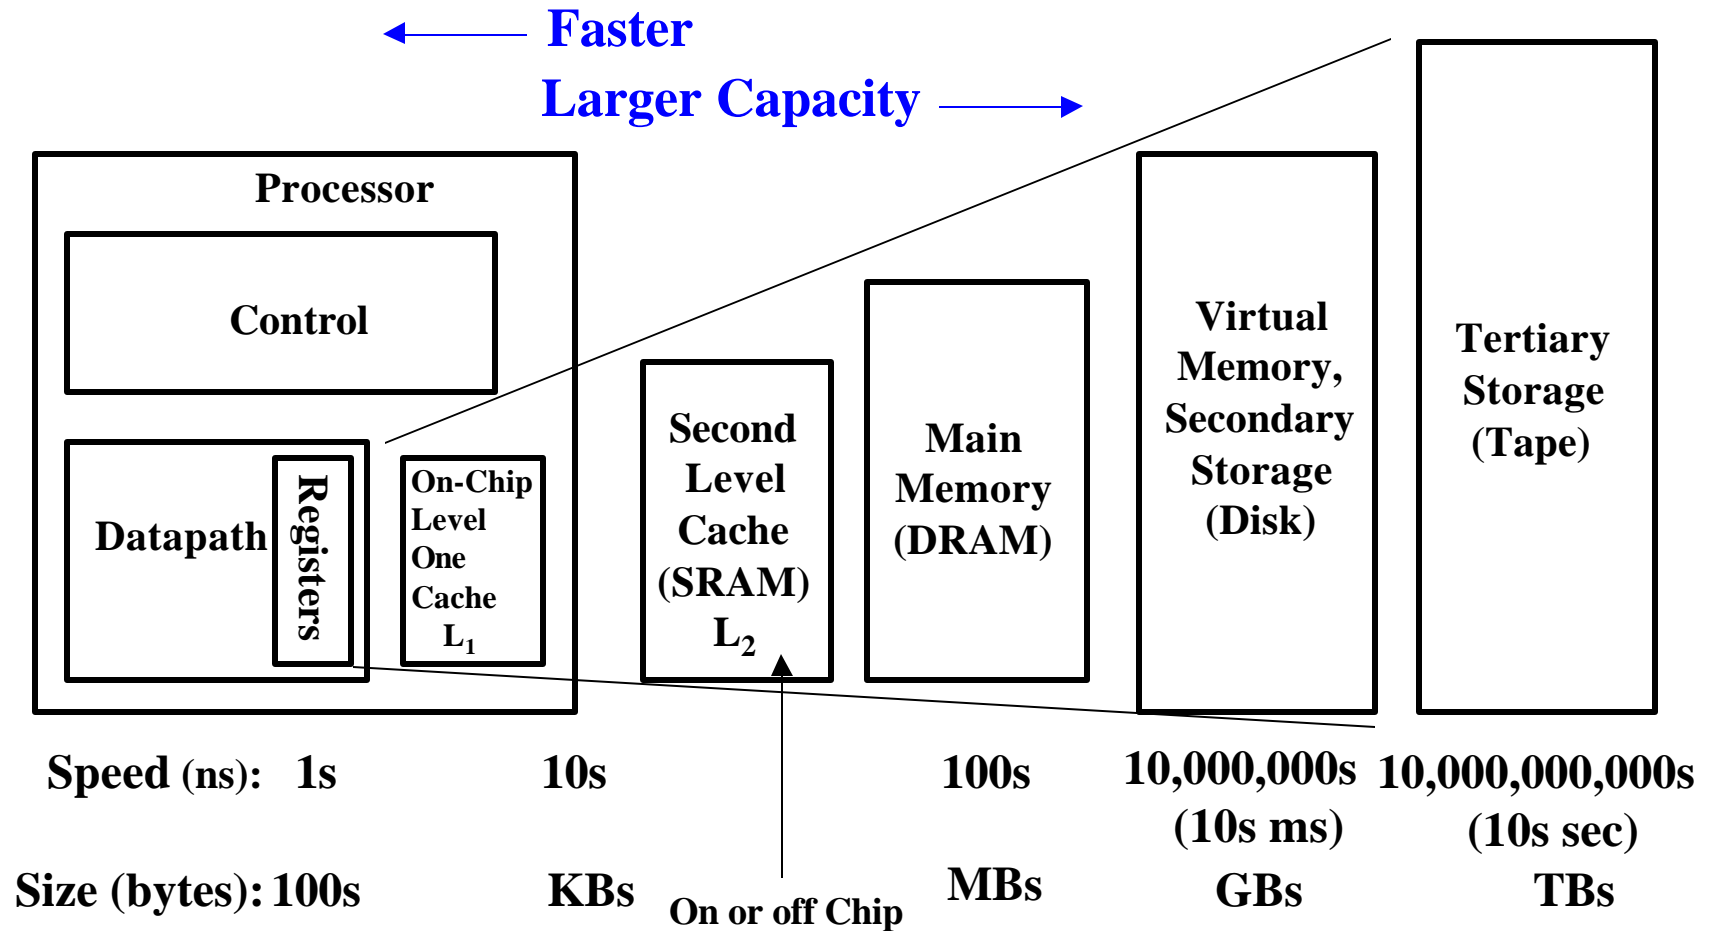 Faster
Larger Capacity
Processor
Control
Datapath
Registers
On-Chip
Level
One
Cache
L₁
Second
Level
Cache
(SRAM)
L₂
Main
Memory
(DRAM)
Virtual
Memory,
Secondary
Storage
(Disk)
Tertiary
Storage
(Tape)
Speed (ns): 1s 10s 100s 10,000,000s 10,000,000,000s
(10s ms) (10s sec)
Size (bytes): 100s KBs MBs GBs TBs
On or off Chip